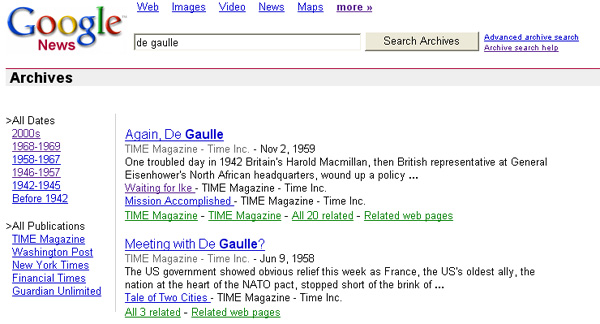 Web Images Video News Maps more »
Google™
News
de gaulle
Search Archives
Advanced archive search
Archive search help
Archives
>All Dates
2000s
1968-1969
1958-1967
1946-1957
1942-1945
Before 1942
>All Publications
TIME Magazine
Washington Post
New York Times
Financial Times
Guardian Unlimited
Again, De Gaulle
TIME Magazine - Time Inc. - Nov 2, 1959
One troubled day in 1942 Britain's Harold Macmillan, then British representative at General
Eisenhower's North African headquarters, wound up a policy ...
Waiting for Ike - TIME Magazine - Time Inc.
Mission Accomplished - TIME Magazine - Time Inc.
TIME Magazine - TIME Magazine - All 20 related - Related web pages
Meeting with De Gaulle?
TIME Magazine - Time Inc. - Jun 9, 1958
The US government showed obvious relief this week as France, the US's oldest ally, the
nation at the heart of the NATO pact, stopped short of the brink of ...
Tale of Two Cities - TIME Magazine - Time Inc.
All 3 related - Related web pages